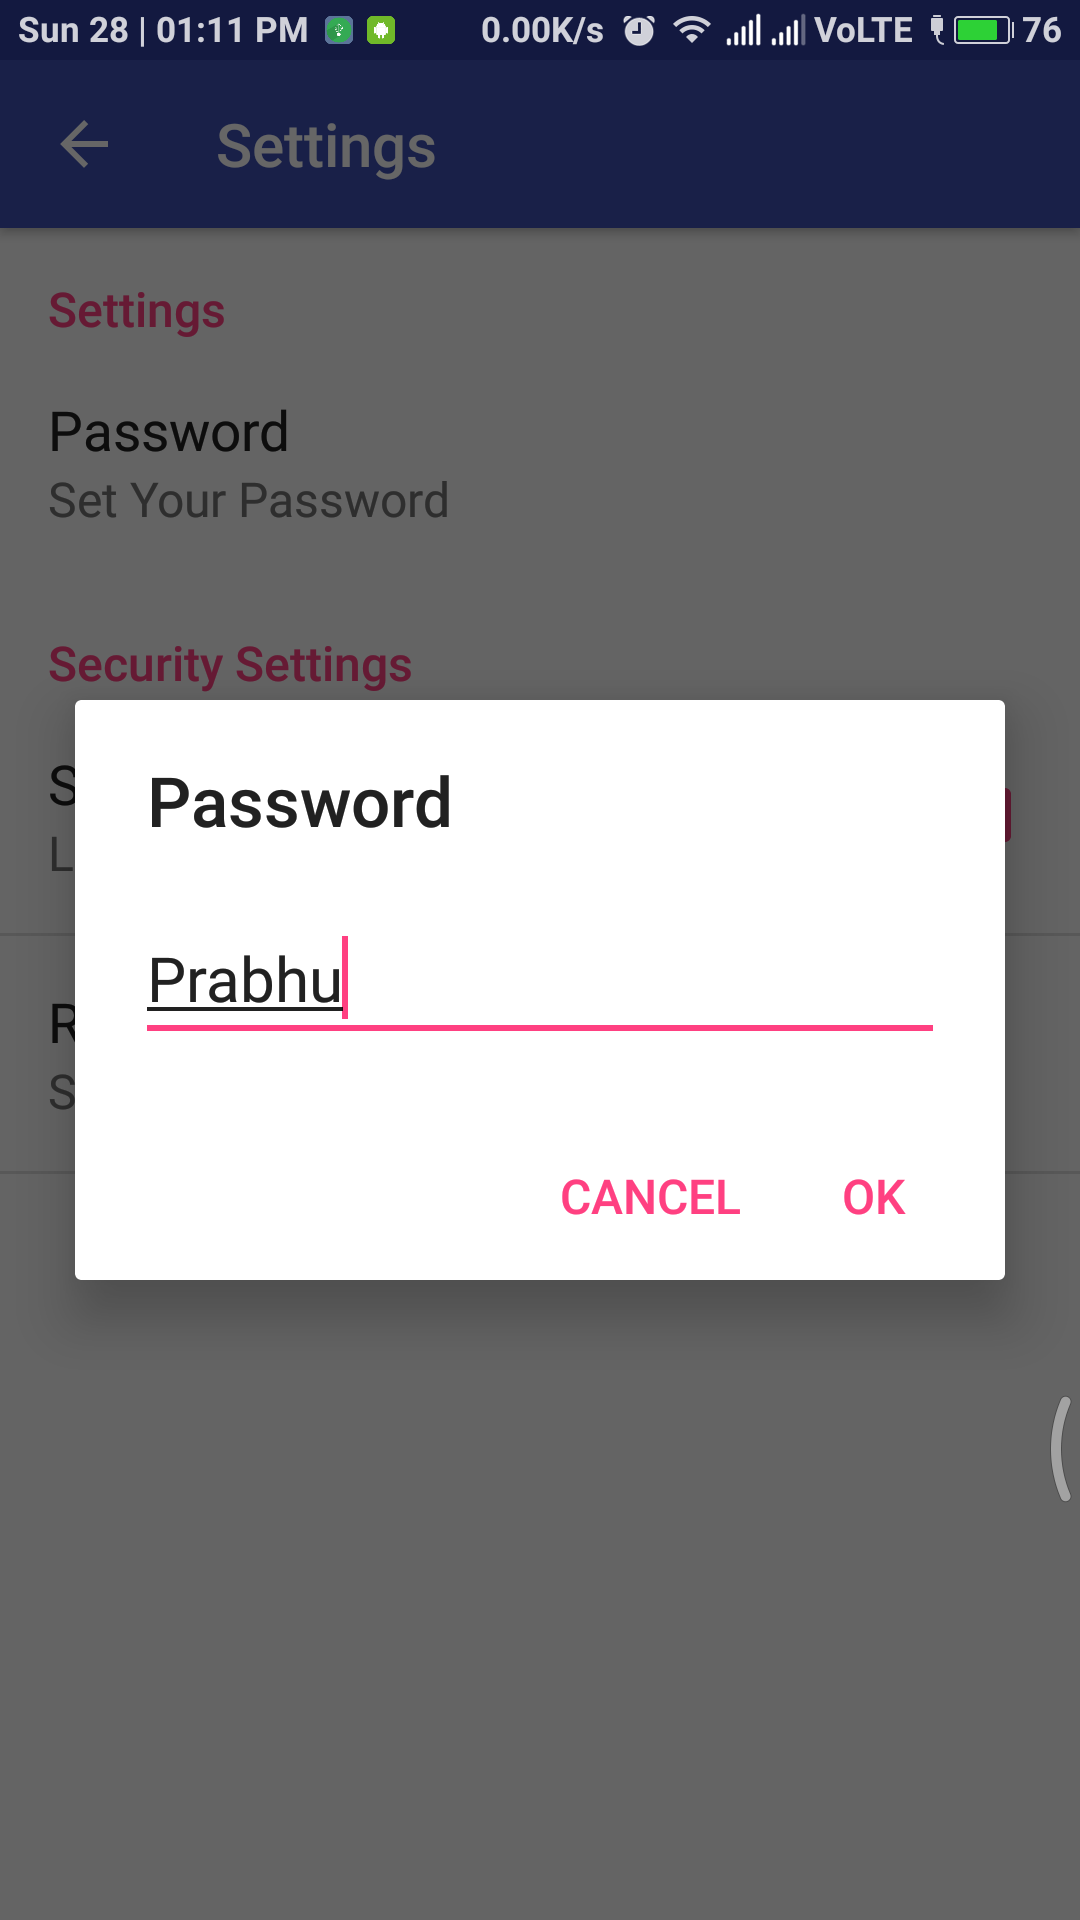 Sun 28 | 01:11 PM 0.00K/s VoLTE 76
Settings
Settings
Password
Set Your Password
Security Settings
S
L
R
S
Password
Prabhu
CANCEL OK